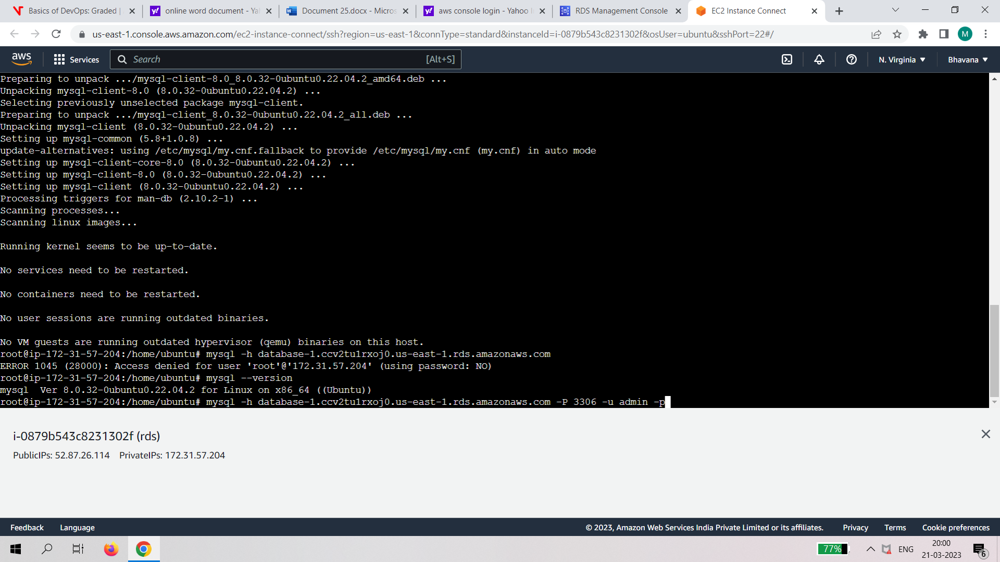 Basics of DevOps: Graded
online word document - Ya
Document 25.docx - Micros
aws console login - Yahoo I
RDS Management Console
EC2 Instance Connect
us-east-1.console.aws.amazon.com/ec2-instance-connect/ssh?region=us-east-1&connType=standard&instanceId=i-0879b543c8231302f&osUser=ubuntu&sshPort=22#/
M
aws
Services
Search
[Alt+S]
N. Virginia
Bhavana
Preparing to unpack .../mysql-client-8.0_8.0.32-0ubuntu0.22.04.2_amd64.deb ...
Unpacking mysql-client-8.0 (8.0.32-0ubuntu0.22.04.2) ...
Selecting previously unselected package mysql-client.
Preparing to unpack .../mysql-client_8.0.32-0ubuntu0.22.04.2_all.deb ...
Unpacking mysql-client (8.0.32-0ubuntu0.22.04.2) ...
Setting up mysql-common (5.8+1.0.8) ...
update-alternatives: using /etc/mysql/my.cnf.fallback to provide /etc/mysql/my.cnf (my.cnf) in auto mode
Setting up mysql-client-core-8.0 (8.0.32-0ubuntu0.22.04.2) ...
Setting up mysql-client-8.0 (8.0.32-0ubuntu0.22.04.2) ...
Setting up mysql-client (8.0.32-0ubuntu0.22.04.2) ...
Processing triggers for man-db (2.10.2-1) ...
Scanning processes...
Scanning linux images...
Running kernel seems to be up-to-date.
No services need to be restarted.
No containers need to be restarted.
No user sessions are running outdated binaries.
No VM guests are running outdated hypervisor (qemu) binaries on this host.
root@ip-172-31-57-204:/home/ubuntu# mysql -h database-1.ccv2tu1rxoj0.us-east-1.rds.amazonaws.com
ERROR 1045 (28000): Access denied for user 'root'@'172.31.57.204' (using password: NO)
root@ip-172-31-57-204:/home/ubuntu# mysql --version
mysql  Ver 8.0.32-0ubuntu0.22.04.2 for Linux on x86_64 ((Ubuntu))
root@ip-172-31-57-204:/home/ubuntu# mysql -h database-1.ccv2tu1rxoj0.us-east-1.rds.amazonaws.com -P 3306 -u admin -p
i-0879b543c8231302f (rds)
PublicIPs: 52.87.26.114 PrivateIPs: 172.31.57.204
Feedback
Language
© 2023, Amazon Web Services India Private Limited or its affiliates.
Privacy
Terms
Cookie preferences
77%
ENG
20:00
21-03-2023
6